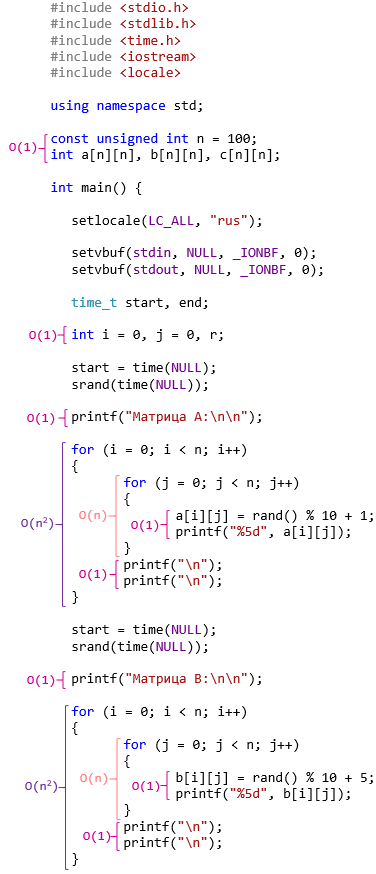 #include <stdio.h>
#include <stdlib.h>
#include <time.h>
#include <iostream>
#include <locale>
using namespace std;
const unsigned int n = 100;
O(1)
int a[n][n], b[n][n], c[n][n];
int main() {
setlocale(LC_ALL, "rus");
setvbuf(stdin, NULL, _IONBF, 0);
setvbuf(stdout, NULL, _IONBF, 0);
time_t start, end;
O(1) int i = 0, j = 0, r;
start = time(NULL);
srand(time(NULL));
O(1) printf("Матрица A:\n\n");
for (i = 0; i < n; i++)
{
for (j = 0; j < n; j++)
{
O(n²) O(n) O(1) a[i][j] = rand() % 10 + 1;
printf("%5d", a[i][j]);
}
O(1) printf("\n");
printf("\n");
}
start = time(NULL);
srand(time(NULL));
O(1) printf("Матрица B:\n\n");
for (i = 0; i < n; i++)
{
for (j = 0; j < n; j++)
{
O(n²) O(n) O(1) b[i][j] = rand() % 10 + 5;
printf("%5d", b[i][j]);
}
O(1) printf("\n");
printf("\n");
}